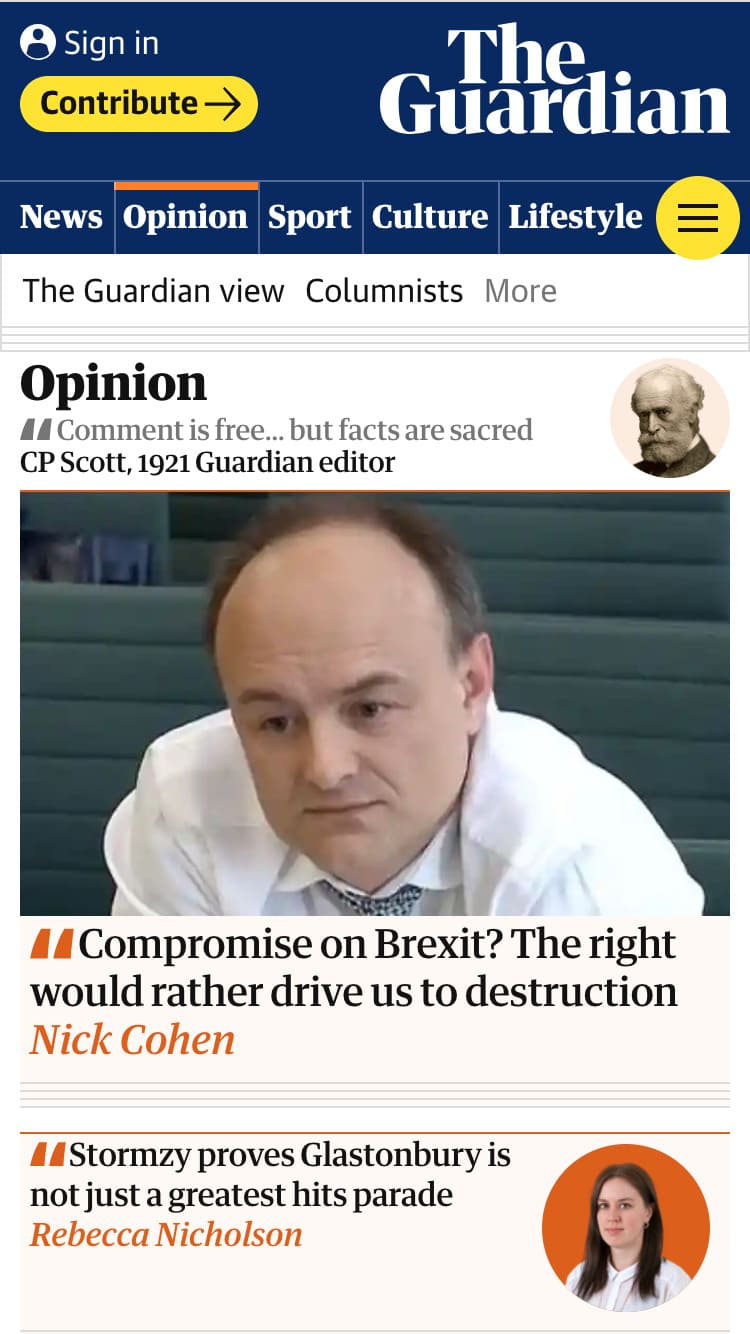 Sign in
Contribute
The
Guardian
News Opinion Sport Culture Lifestyle
The Guardian view Columnists More
Opinion
Comment is free... but facts are sacred
CP Scott, 1921 Guardian editor
Compromise on Brexit? The right
would rather drive us to destruction
Nick Cohen
Stormzy proves Glastonbury is
not just a greatest hits parade
Rebecca Nicholson